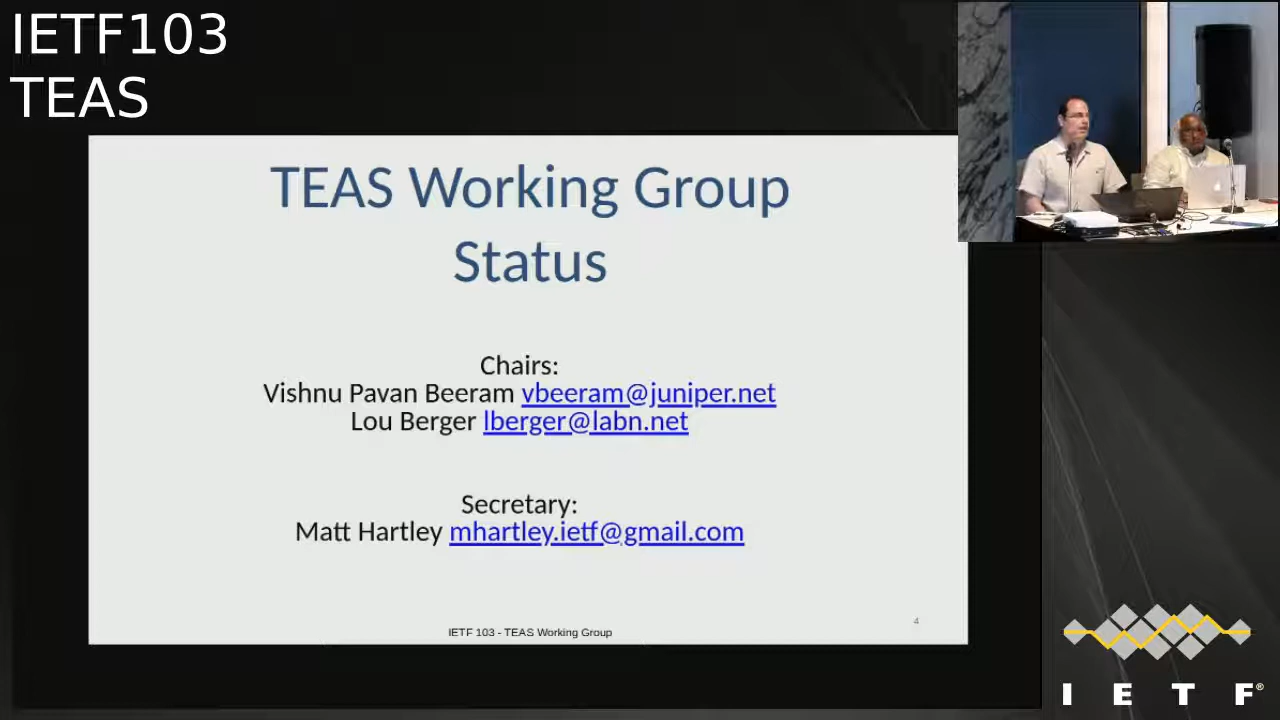 IETF103
TEAS
TEAS Working Group
Status
Chairs:
Vishnu Pavan Beeram vbeeram@juniper.net
Lou Berger lberger@labn.net
Secretary:
Matt Hartley mhartley.ietf@gmail.com
4
IETF 103 - TEAS Working Group
I E T F®